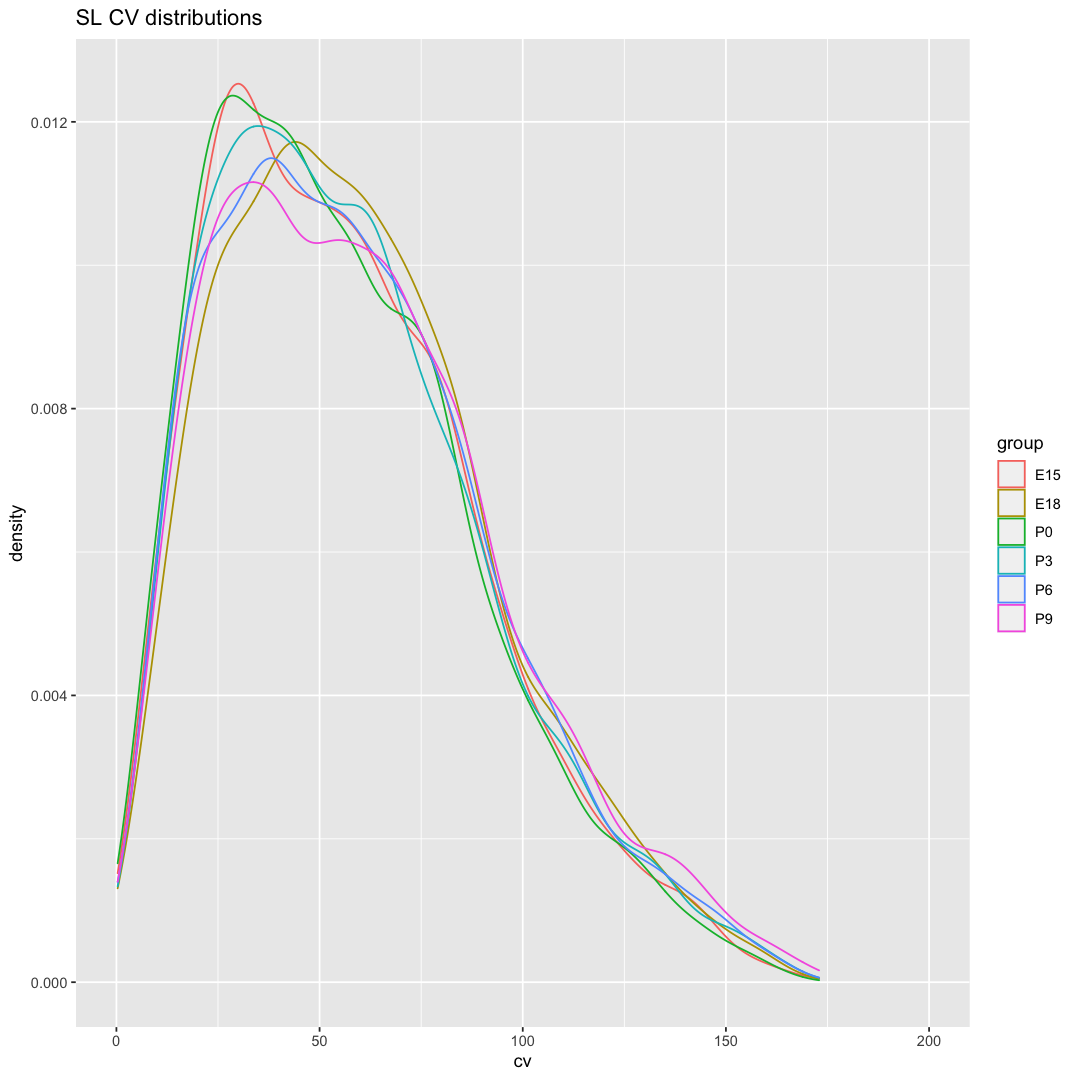 SL CV distributions
0.012
0.008
0.004
0.000
density
0
50
100
150
200
cv
group
E15
E18
P0
P3
P6
P9